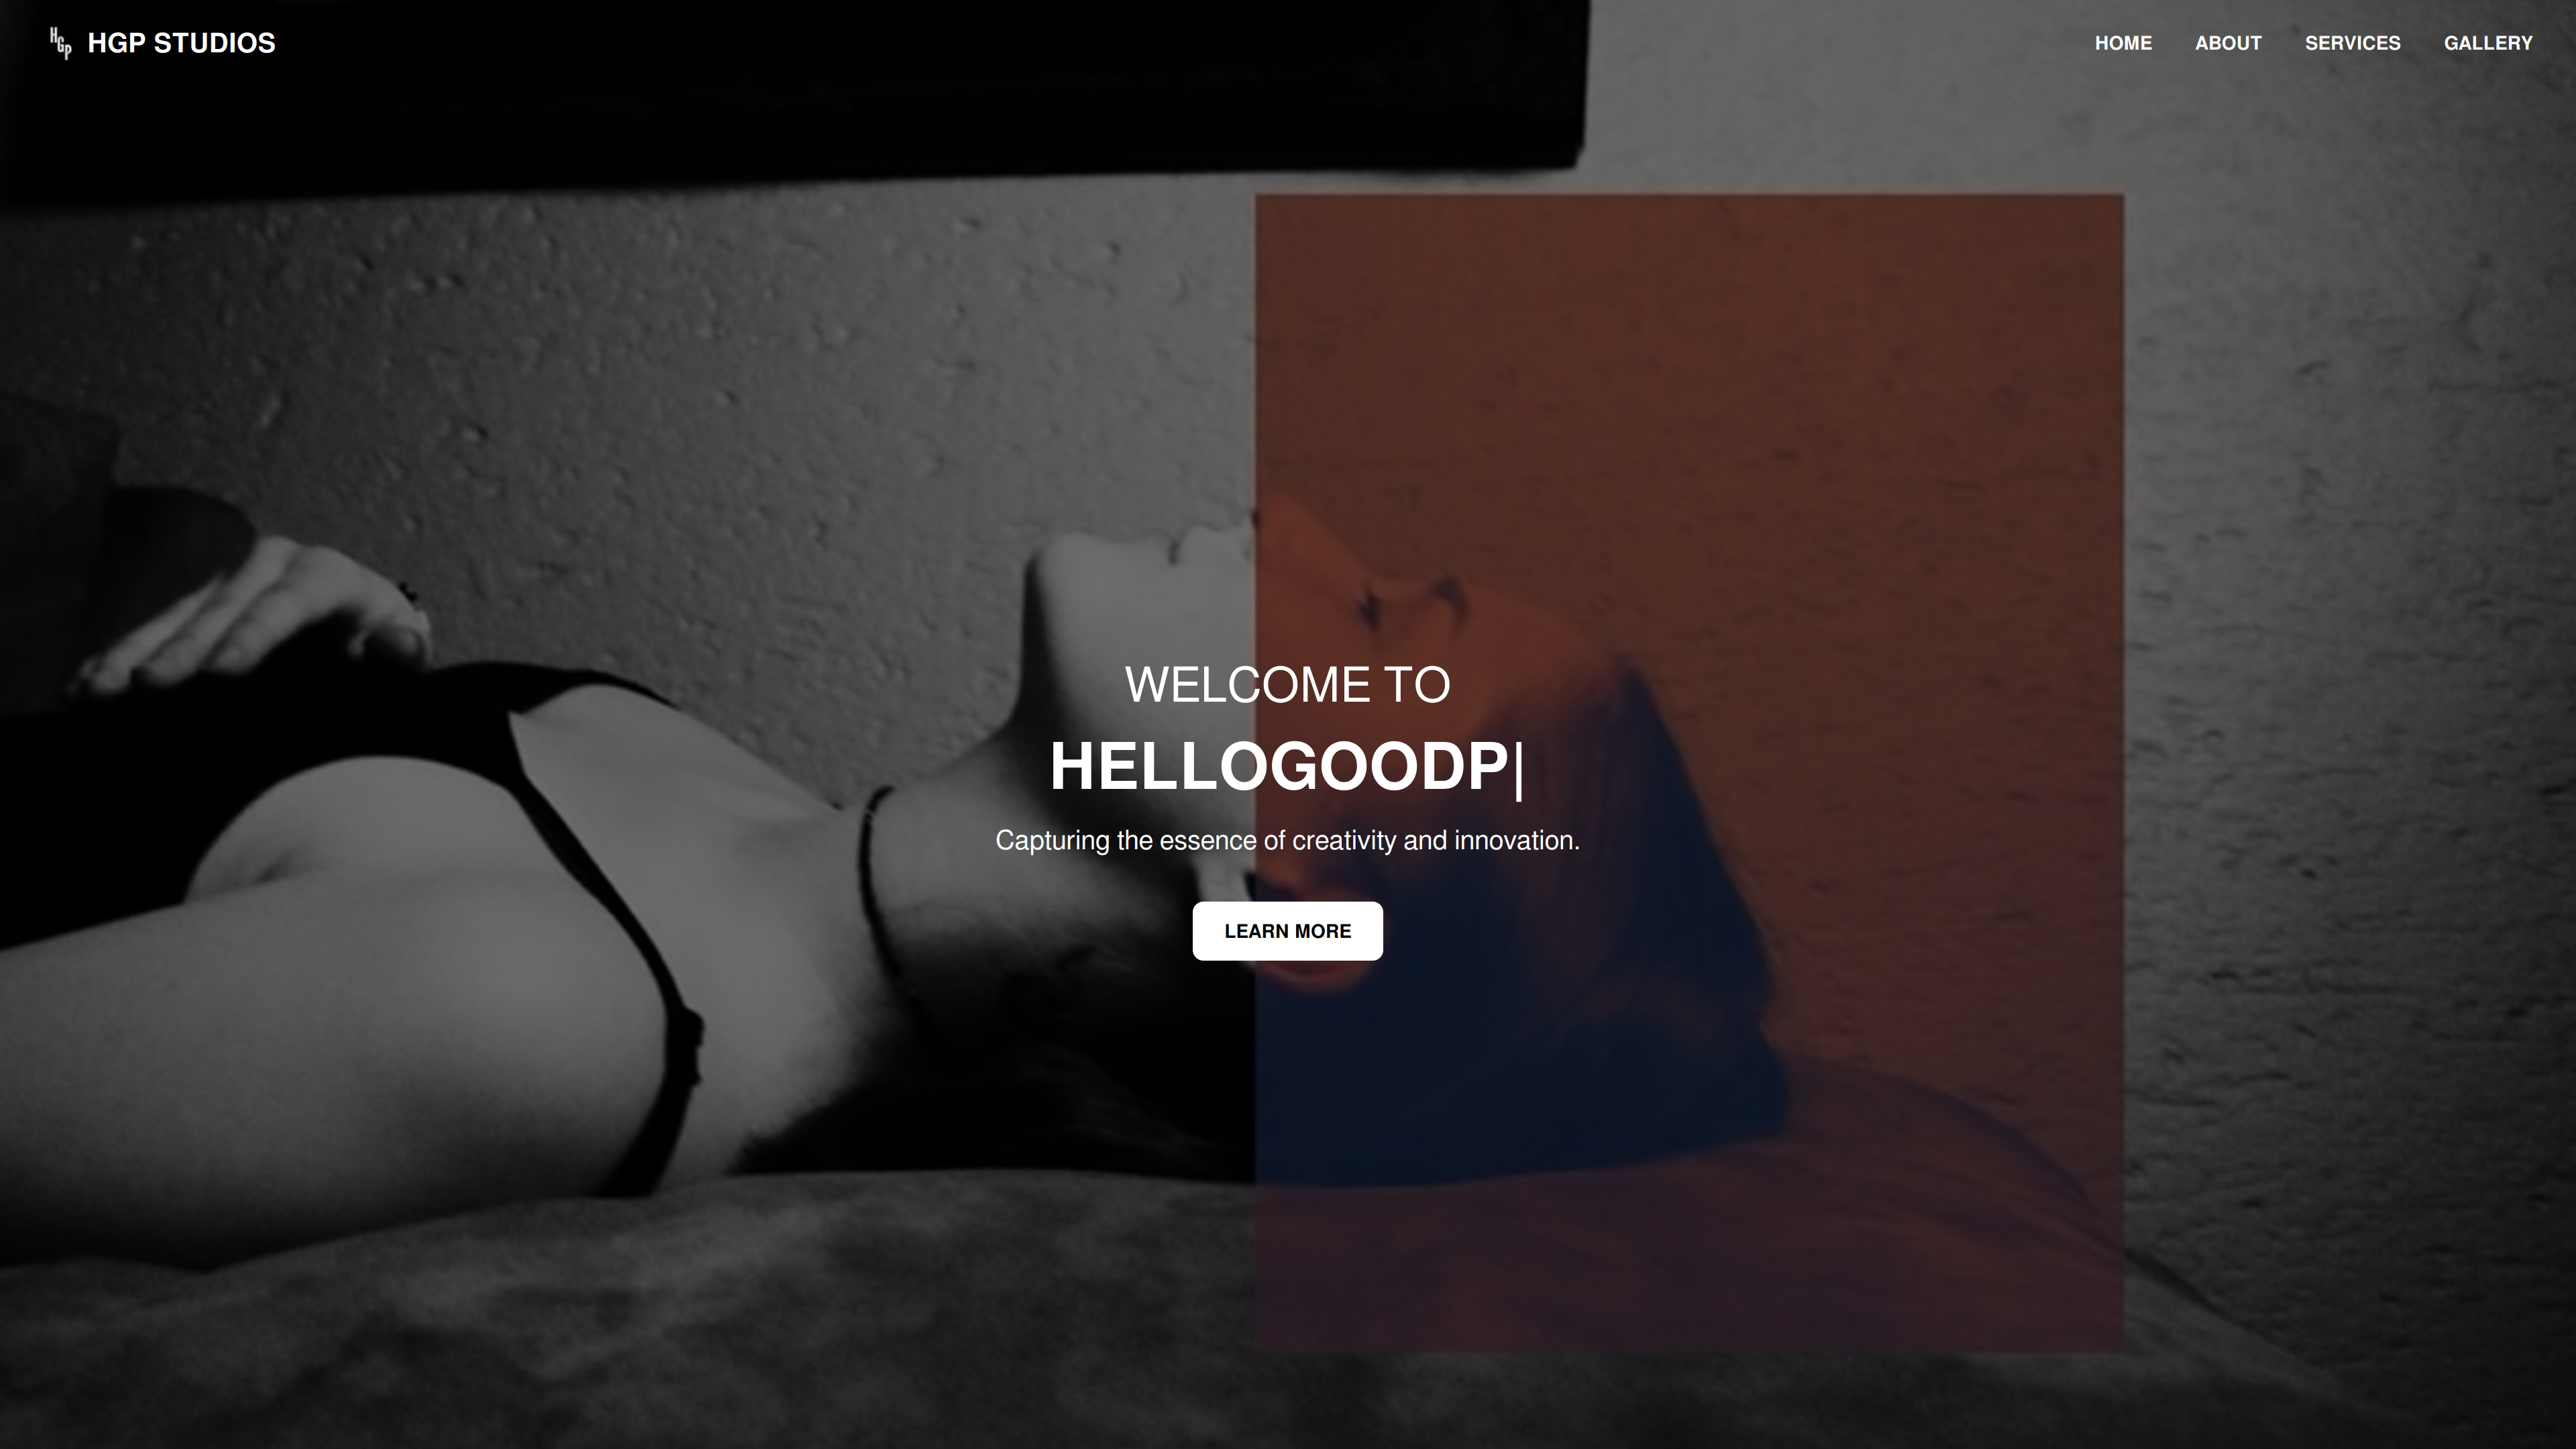 HGP HGP STUDIOS
HOME ABOUT SERVICES GALLERY
WELCOME TO
HELLOGOODP|
Capturing the essence of creativity and innovation.
LEARN MORE